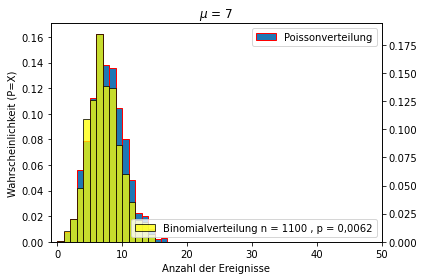 μ = 7
Poissonverteilung
Binomialverteilung n = 1100 , p = 0,0062
Wahrscheinlichkeit (P=X)
0.16
0.14
0.12
0.10
0.08
0.06
0.04
0.02
0.00
0.175
0.150
0.125
0.100
0.075
0.050
0.025
0.000
0 10 20 30 40 50
Anzahl der Ereignisse